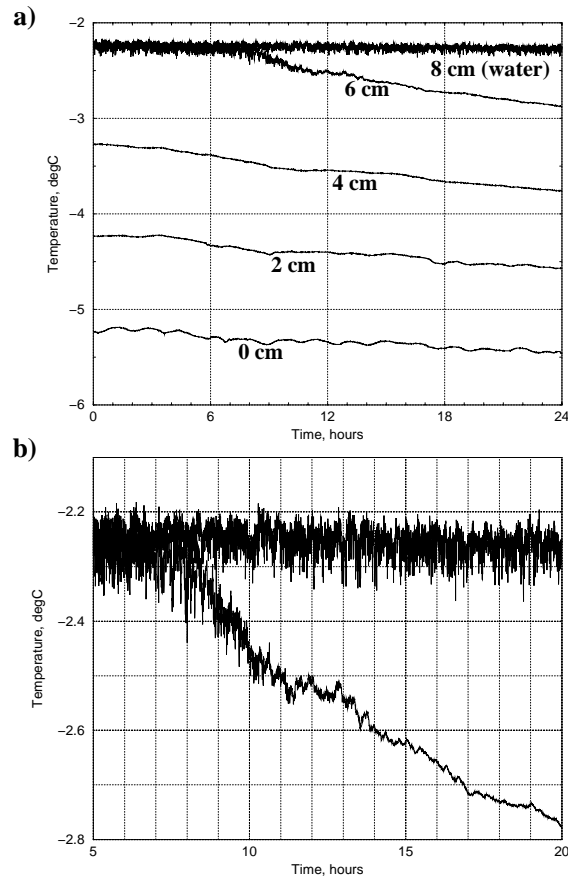 a)
−2
8 cm (water)
6 cm
−3
Temperature, degC
4 cm
−4
2 cm
−5
0 cm
−6
0 6 12 18 24
Time, hours
b)
−2.2
−2.4
Temperature, degC
−2.6
−2.8
5 10 15 20
Time, hours